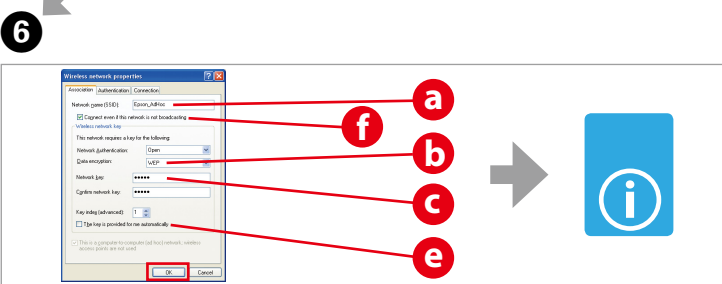 6
Wireless network properties
Association Authentication Connection
Network name (SSID): Epson_AdHoc
Connect even if this network is not broadcasting
Wireless network key
This network requires a key for the following:
Network Authentication: Open
Data encryption: WEP
Network key: •••••
Confirm network key: •••••
Key index (advanced): 1
The key is provided for me automatically
This is a computer-to-computer (ad hoc) network; wireless
access points are not used
OK Cancel
a
f
b
c
e
i